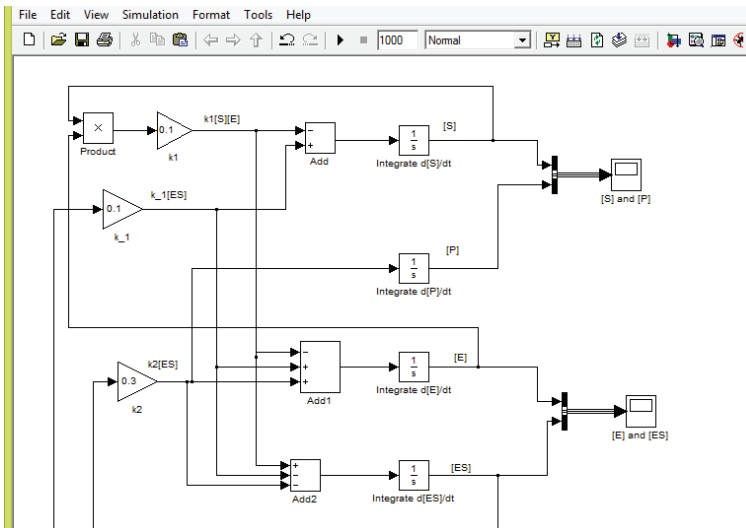 File Edit View Simulation Format Tools Help
1000 Normal
k1[S][E] [S]
× 0.1 − + 1 s
Product k1 Add Integrate d[S]/dt
k_1[ES] [S] and [P]
0.1
k_1 [P]
1 s
Integrate d[P]/dt
k2[ES] − + + [E]
0.3 1 s
k2 Add1 Integrate d[E]/dt
[E] and [ES]
+ − − [ES]
1 s
Add2 Integrate d[ES]/dt